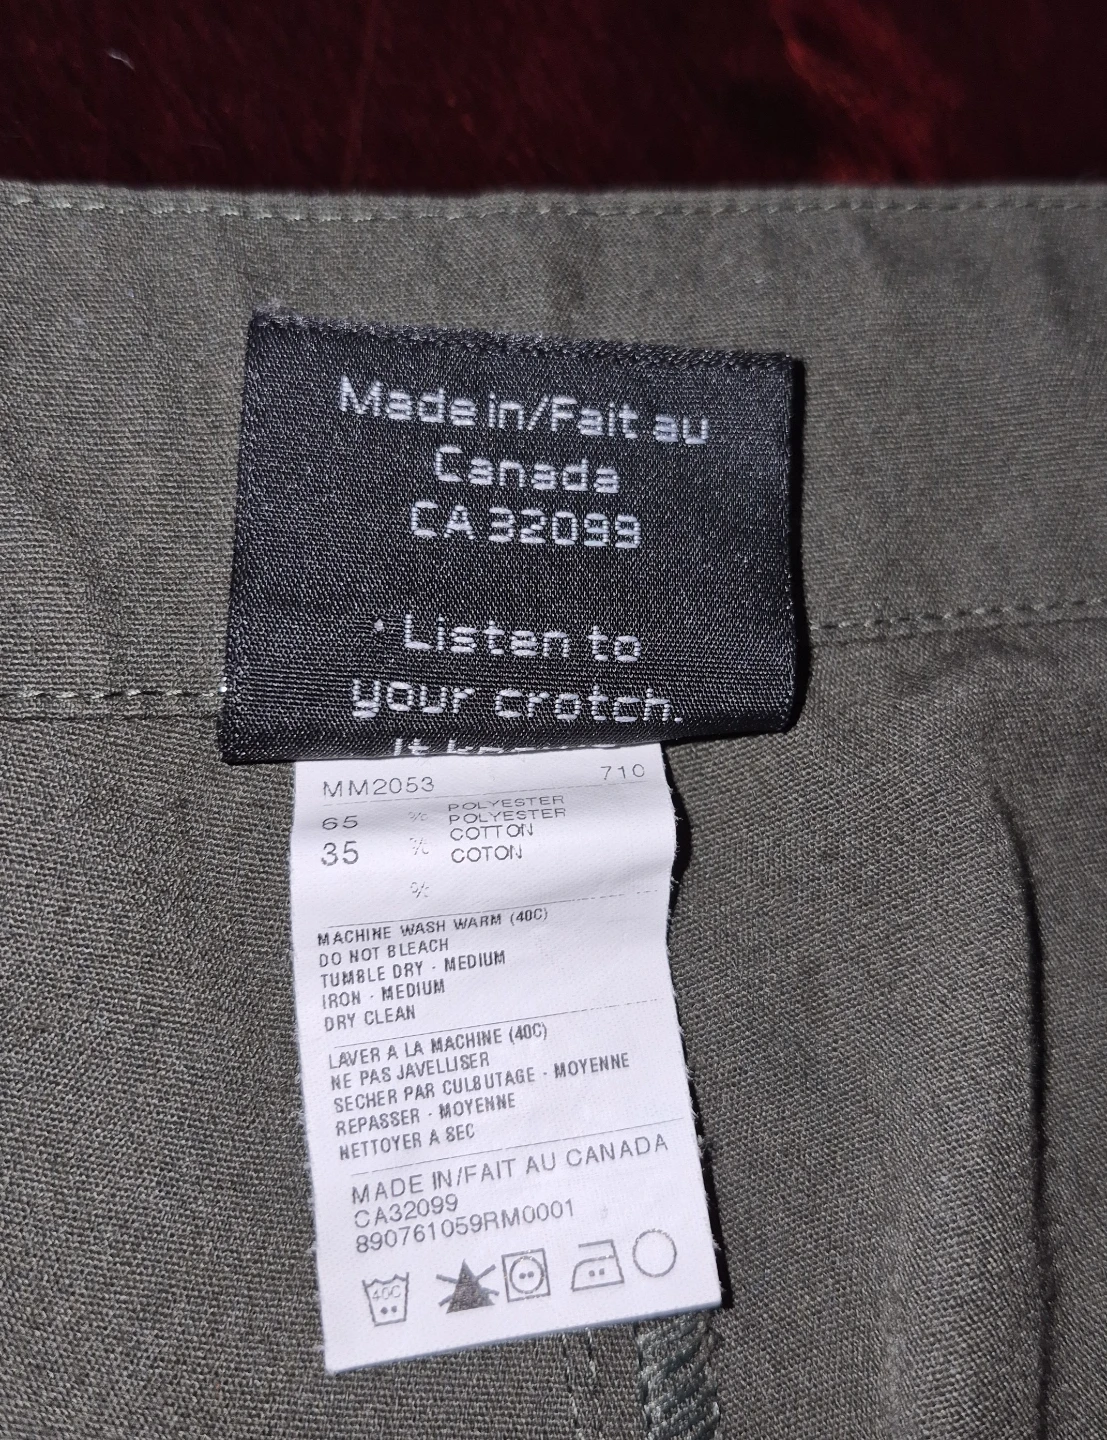 Made in/Fait au
Canada
CA 32099
Listen to
your crotch.
It
MM2053 710
65 % POLYESTER
POLYESTER
35 % COTTON
COTON
%
MACHINE WASH WARM (40C)
DO NOT BLEACH
TUMBLE DRY · MEDIUM
IRON · MEDIUM
DRY CLEAN
LAVER A LA MACHINE (40C)
NE PAS JAVELLISER
SECHER PAR CULBUTAGE · MOYENNE
REPASSER · MOYENNE
NETTOYER A SEC
MADE IN/FAIT AU CANADA
CA32099
890761059RM0001
40C